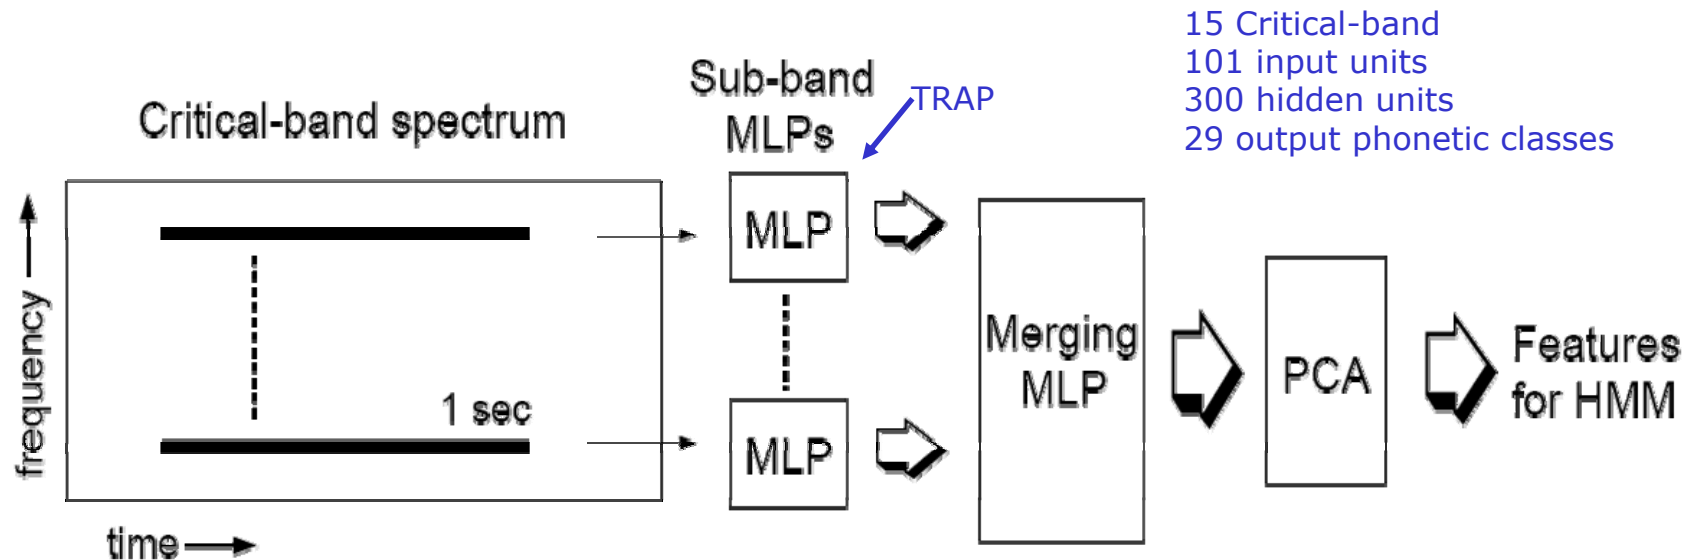 15 Critical-band
101 input units
300 hidden units
29 output phonetic classes
Critical-band spectrum
Sub-band
MLPs
TRAP
frequency
1 sec
time
MLP
MLP
Merging
MLP
PCA
Features
for HMM